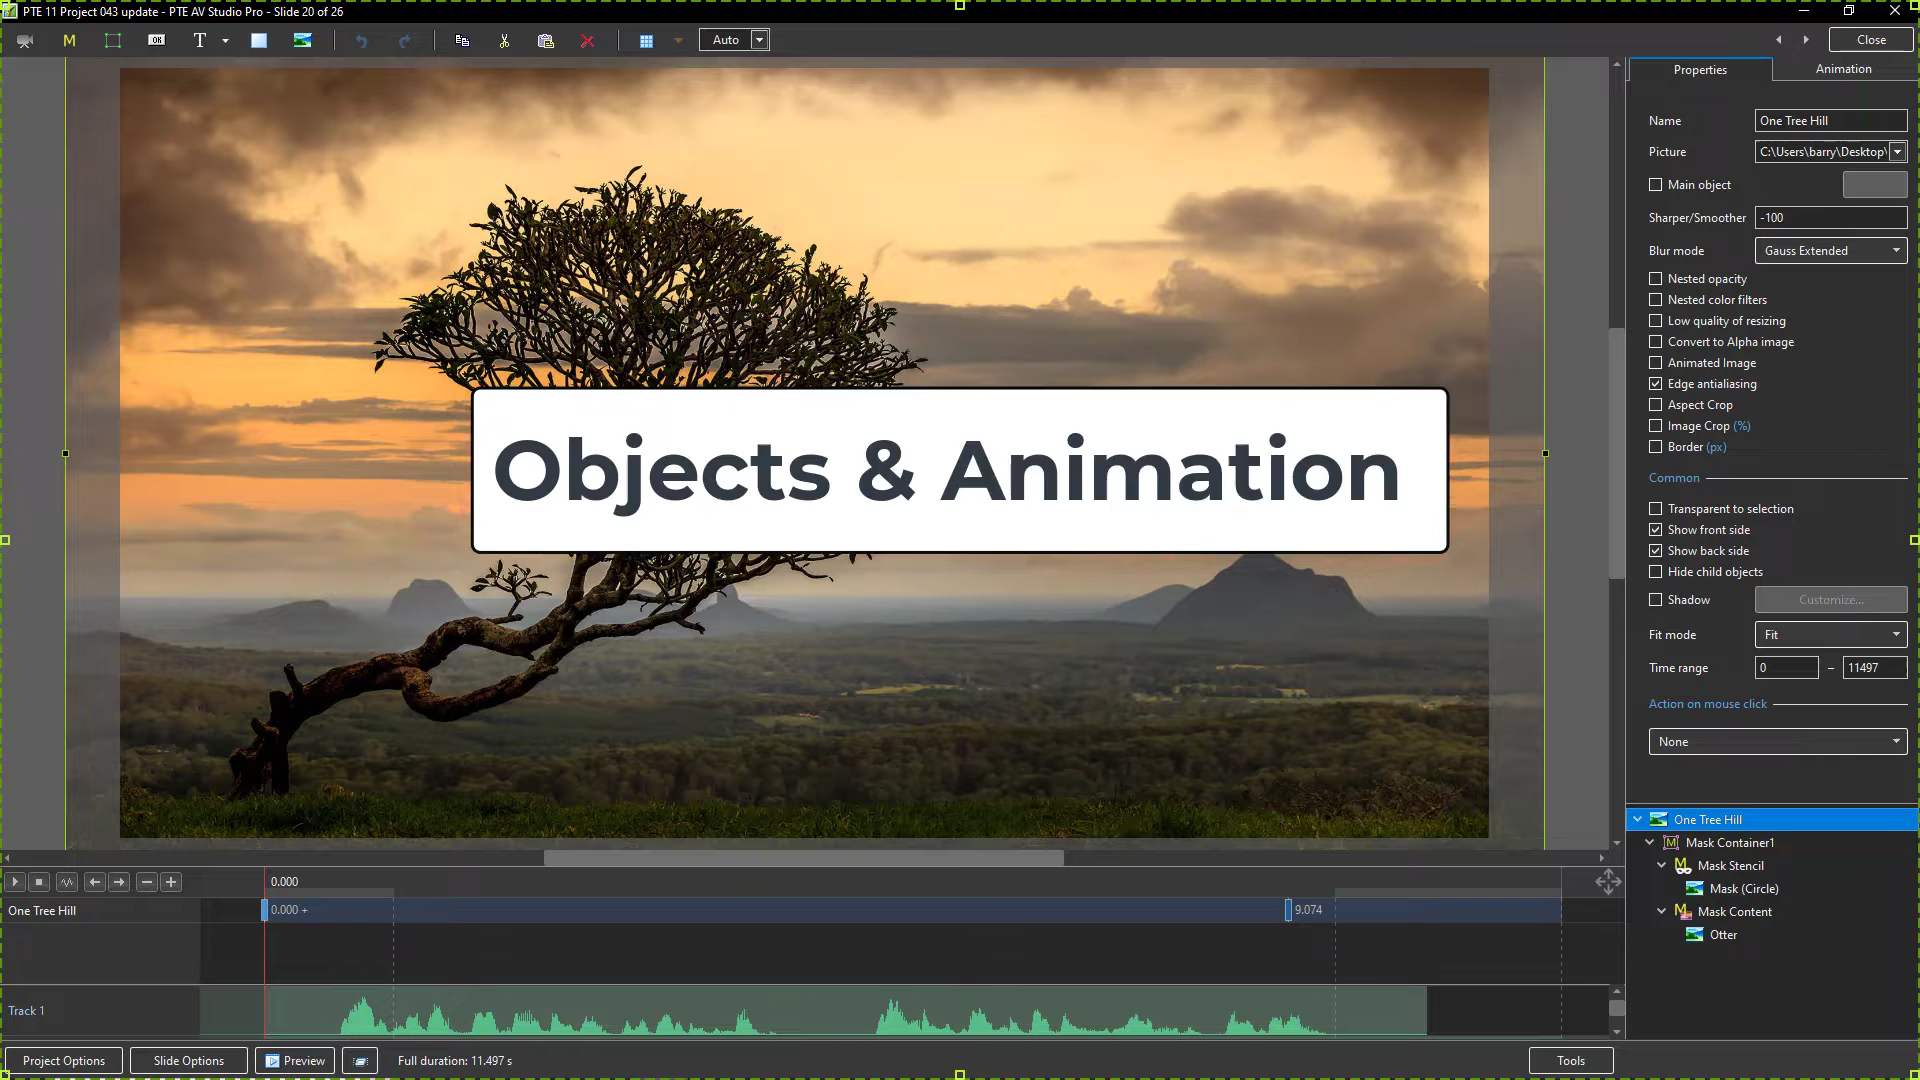 PTE 11 Project 043 update - PTE AV Studio Pro - Slide 20 of 26
M
OK
T
Auto
Close
Properties
Animation
Name
One Tree Hill
Picture
C:\Users\barry\Desktop\
Main object
Sharper/Smoother
-100
Blur mode
Gauss Extended
Nested opacity
Nested color filters
Low quality of resizing
Convert to Alpha image
Animated Image
Edge antialiasing
Aspect Crop
Image Crop (%)
Border (px)
Common
Transparent to selection
Show front side
Show back side
Hide child objects
Shadow
Customize...
Fit mode
Fit
Time range
0 – 11497
Action on mouse click
None
Objects & Animation
One Tree Hill
M Mask Container1
M Mask Stencil
Mask (Circle)
M Mask Content
Otter
0.000
One Tree Hill
0.000 +
9.074
Track 1
Project Options
Slide Options
Preview
Full duration: 11.497 s
Tools